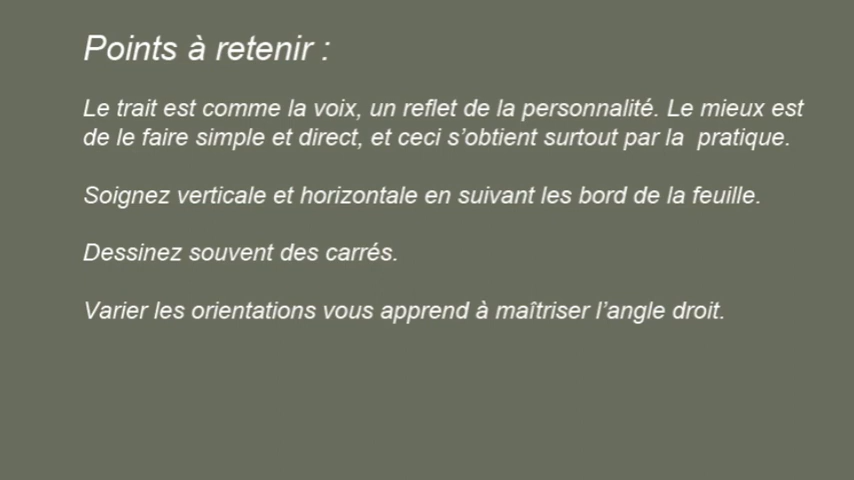 Points à retenir :
Le trait est comme la voix, un reflet de la personnalité. Le mieux est
de le faire simple et direct, et ceci s’obtient surtout par la  pratique.
Soignez verticale et horizontale en suivant les bord de la feuille.
Dessinez souvent des carrés.
Varier les orientations vous apprend à maîtriser l’angle droit.